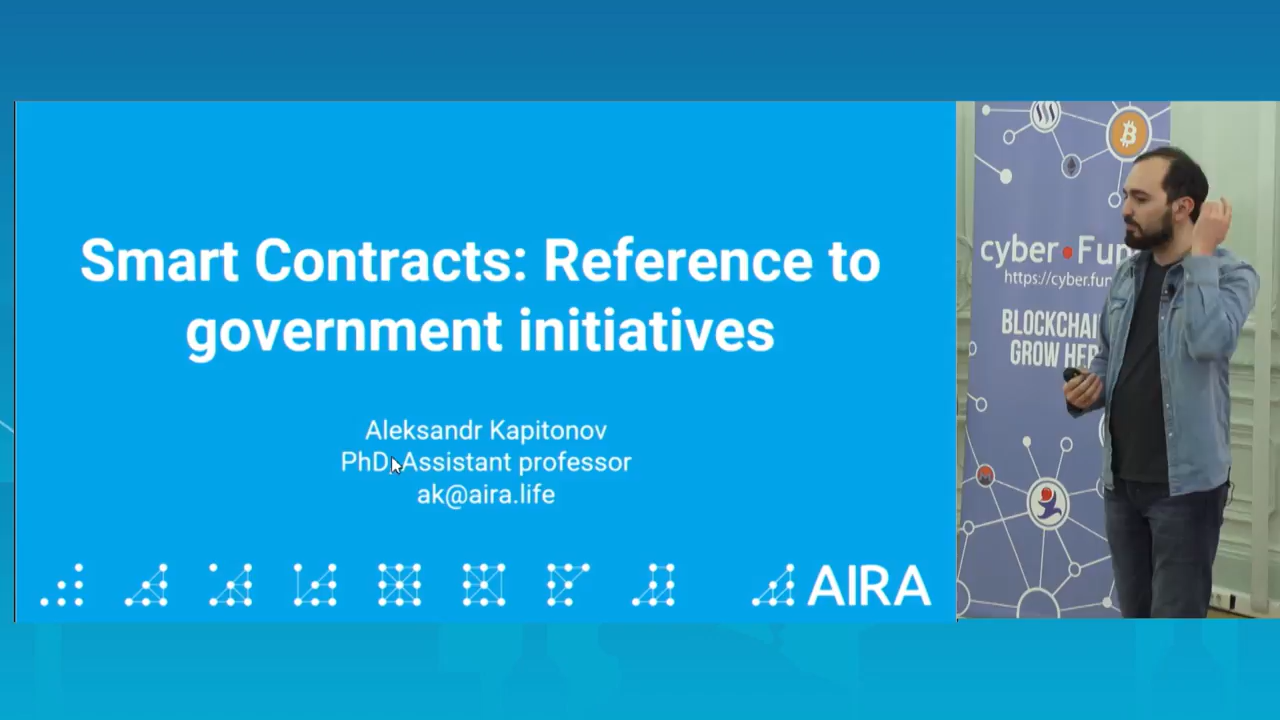 Smart Contracts: Reference to
government initiatives
Aleksandr Kapitonov
PhD, Assistant professor
ak@aira.life
AIRA
cyber•Fun
https://cyber.fun
BLOCKCHAI
GROW HER